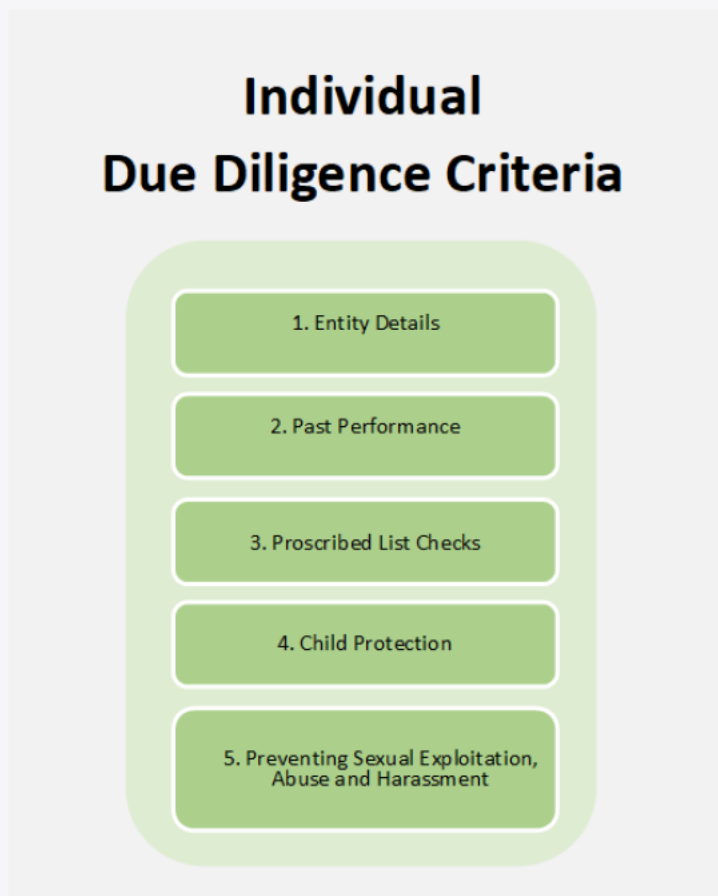 Individual
Due Diligence Criteria
1. Entity Details
2. Past Performance
3. Proscribed List Checks
4. Child Protection
5. Preventing Sexual Exploitation,
Abuse and Harassment